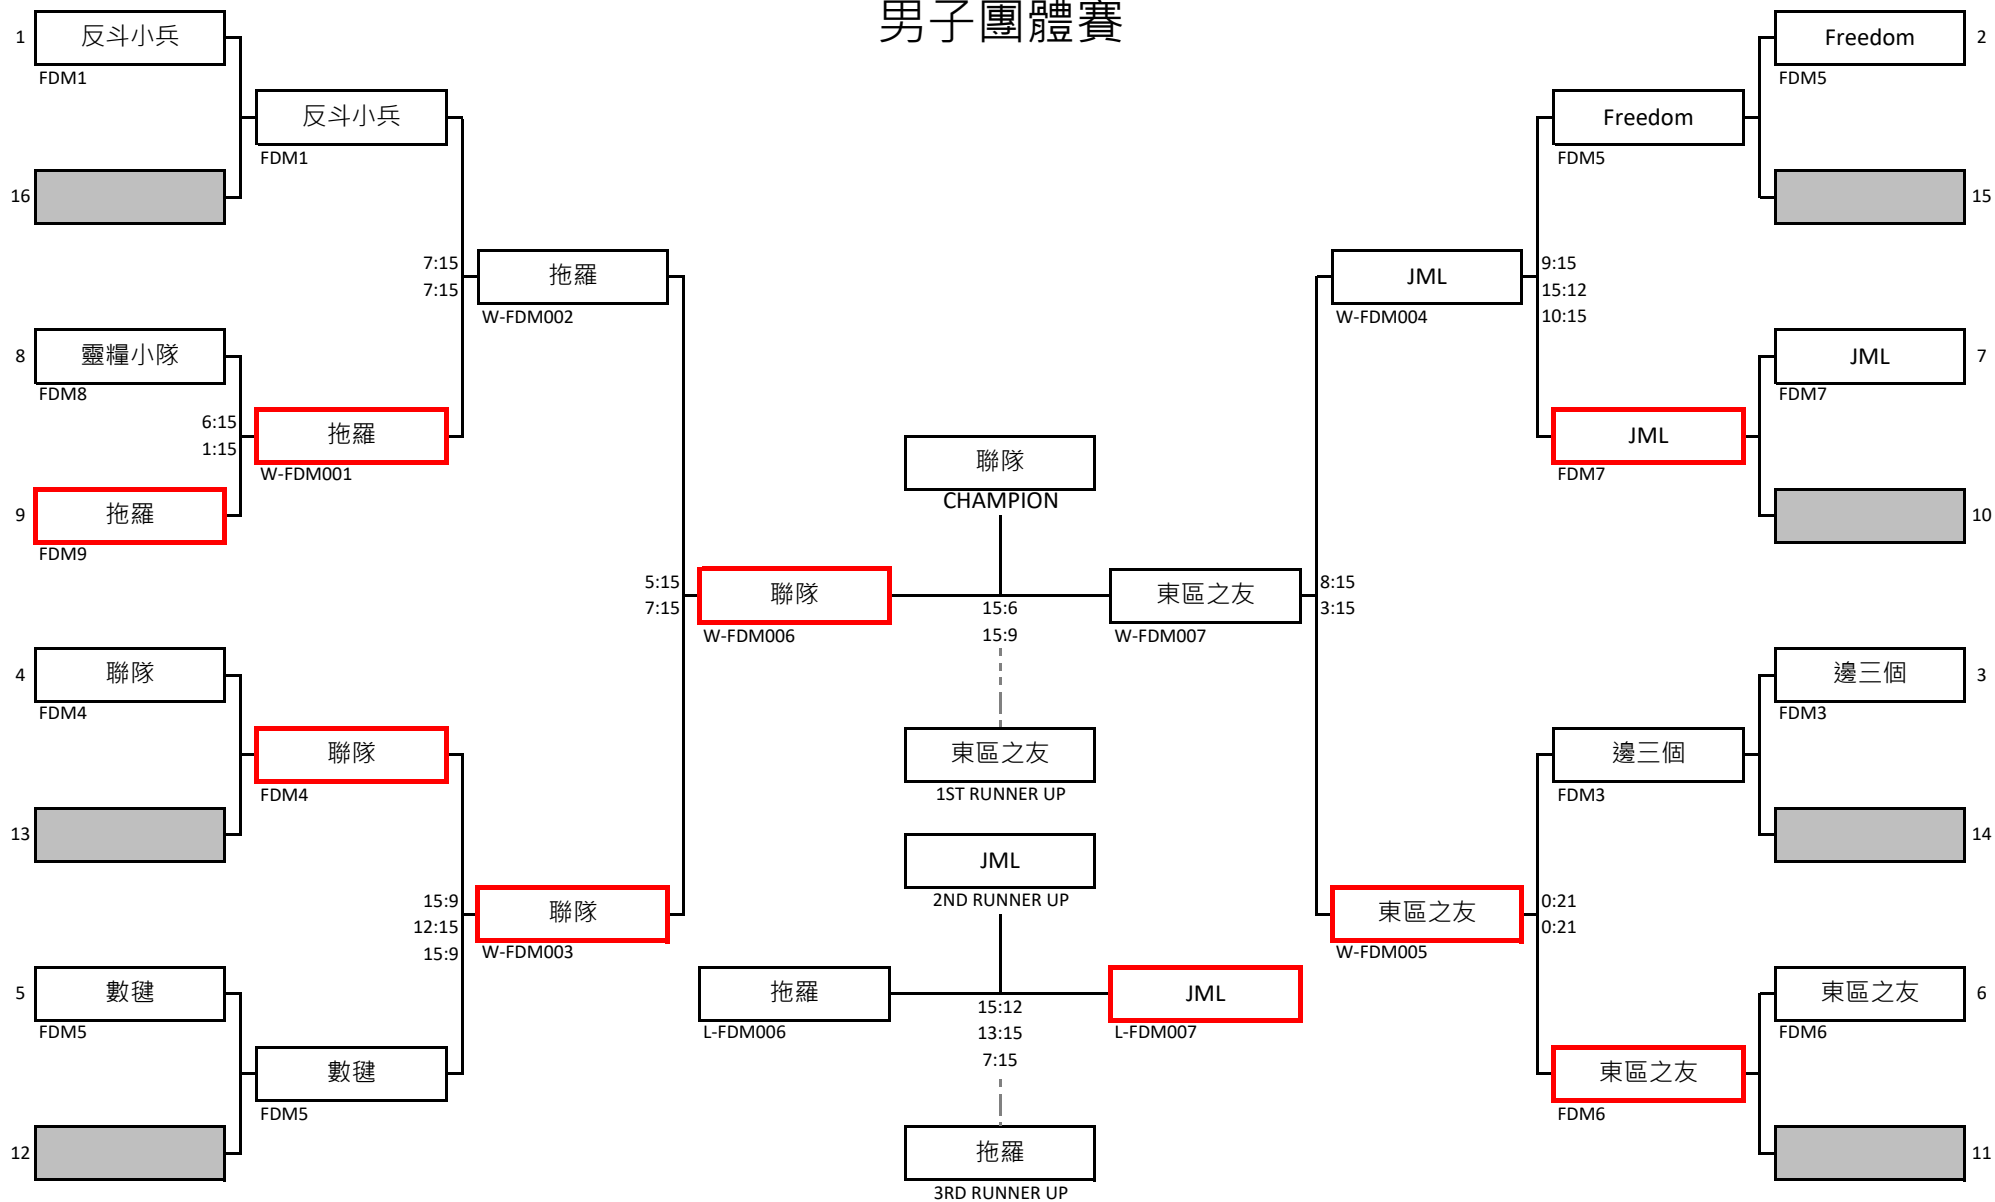 男子團體賽
1
反斗小兵
FDM1
反斗小兵
FDM1
16
7:15
7:15
拖羅
W-FDM002
8
靈糧小隊
FDM8
6:15
1:15
拖羅
W-FDM001
9
拖羅
FDM9
5:15
7:15
聯隊
W-FDM006
4
聯隊
FDM4
聯隊
FDM4
13
15:9
12:15
15:9
聯隊
W-FDM003
5
數毽
FDM5
數毽
FDM5
12
聯隊
CHAMPION
15:6
15:9
東區之友
1ST RUNNER UP
JML
2ND RUNNER UP
拖羅
L-FDM006
15:12
13:15
7:15
JML
L-FDM007
拖羅
3RD RUNNER UP
Freedom
2
FDM5
Freedom
FDM5
15
JML
W-FDM004
9:15
15:12
10:15
JML
7
FDM7
JML
FDM7
10
東區之友
W-FDM007
8:15
3:15
邊三個
3
FDM3
邊三個
FDM3
14
東區之友
W-FDM005
0:21
0:21
東區之友
6
FDM6
東區之友
FDM6
11